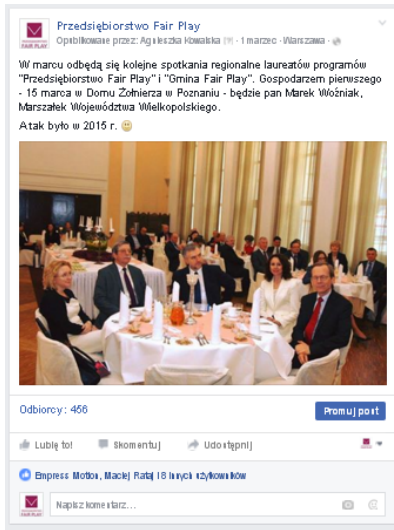 Przedsiębiorstwo Fair Play
Opublikowane przez: Agnieszka Kowalska [?] · 1 marzec · Warszawa ·
W marcu odbędą się kolejne spotkania regionalne laureatów programów
"Przedsiębiorstwo Fair Play" i "Gmina Fair Play". Gospodarzem pierwszego
- 15 marca w Domu Żołnierza w Poznaniu - będzie pan Marek Woźniak,
Marszałek Województwa Wielkopolskiego.
A tak było w 2015 r.
Odbiorcy: 456
Promuj post
Lubię to!
Skomentuj
Udostępnij
Empress Motion, Maciej Rataj i 8 innych użytkowników
Napisz komentarz...